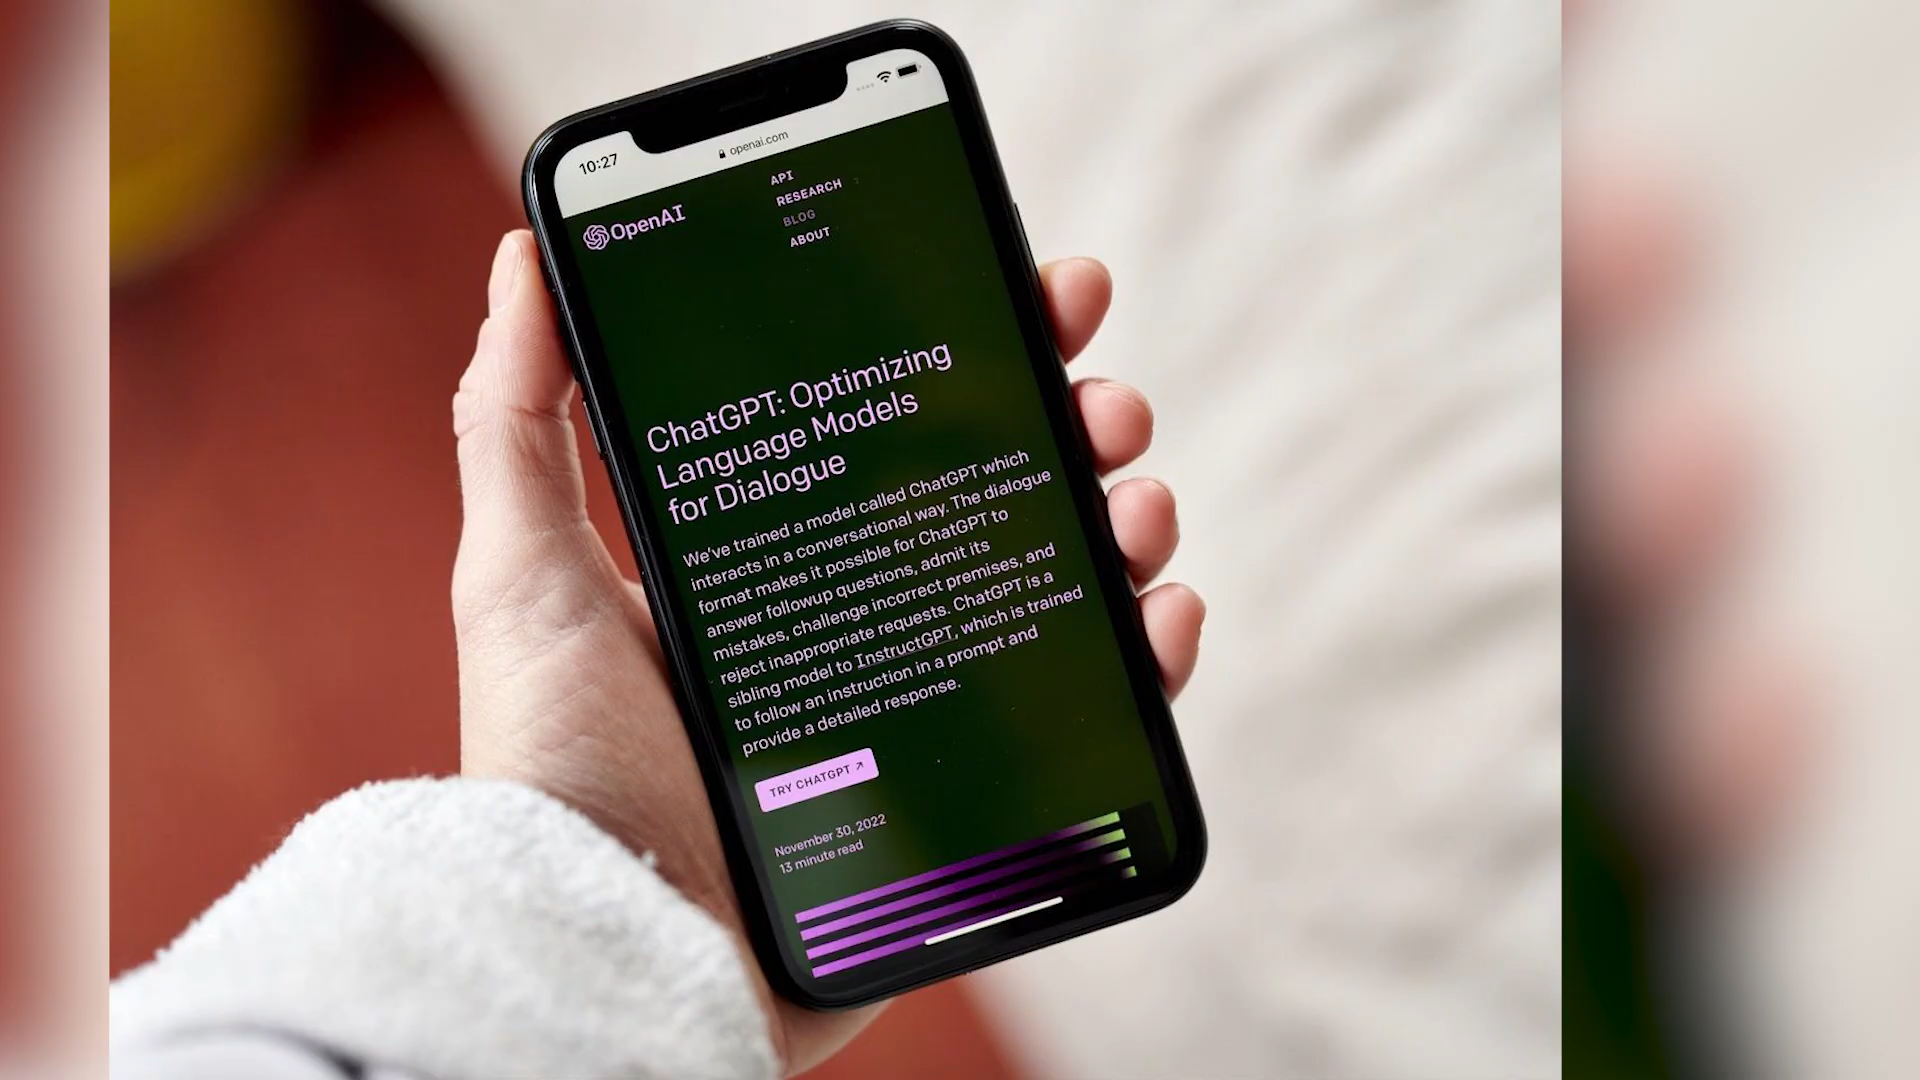 10:27
openai.com
OpenAI
API
RESEARCH
BLOG
ABOUT
ChatGPT: Optimizing
Language Models
for Dialogue
We've trained a model called ChatGPT which
interacts in a conversational way. The dialogue
format makes it possible for ChatGPT to
answer followup questions, admit its
mistakes, challenge incorrect premises, and
reject inappropriate requests. ChatGPT is a
sibling model to InstructGPT, which is trained
to follow an instruction in a prompt and
provide a detailed response.
TRY CHATGPT ↗
November 30, 2022
13 minute read